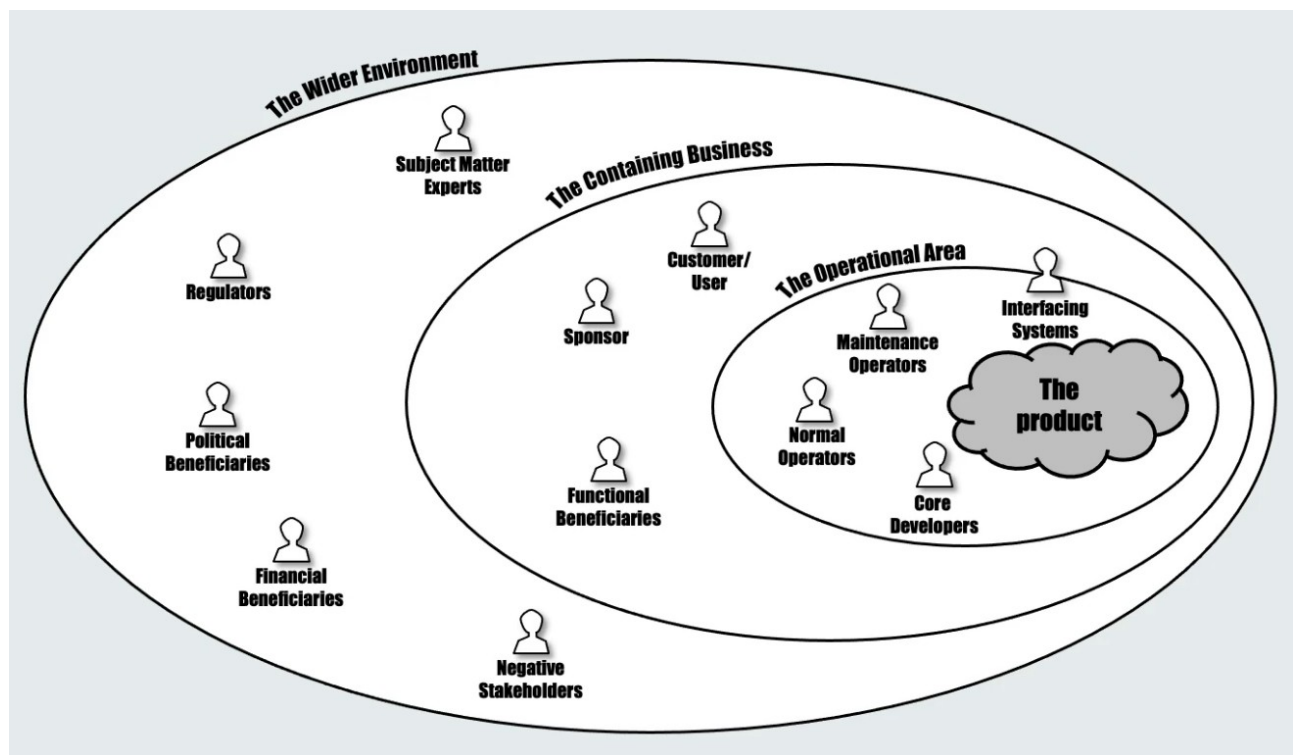 The Wider Environment
Subject Matter
Experts
The Containing Business
Customer/
User
The Operational Area
Regulators
Sponsor
Interfacing
Systems
Maintenance
Operators
The
product
Political
Beneficiaries
Normal
Operators
Functional
Beneficiaries
Core
Developers
Financial
Beneficiaries
Negative
Stakeholders